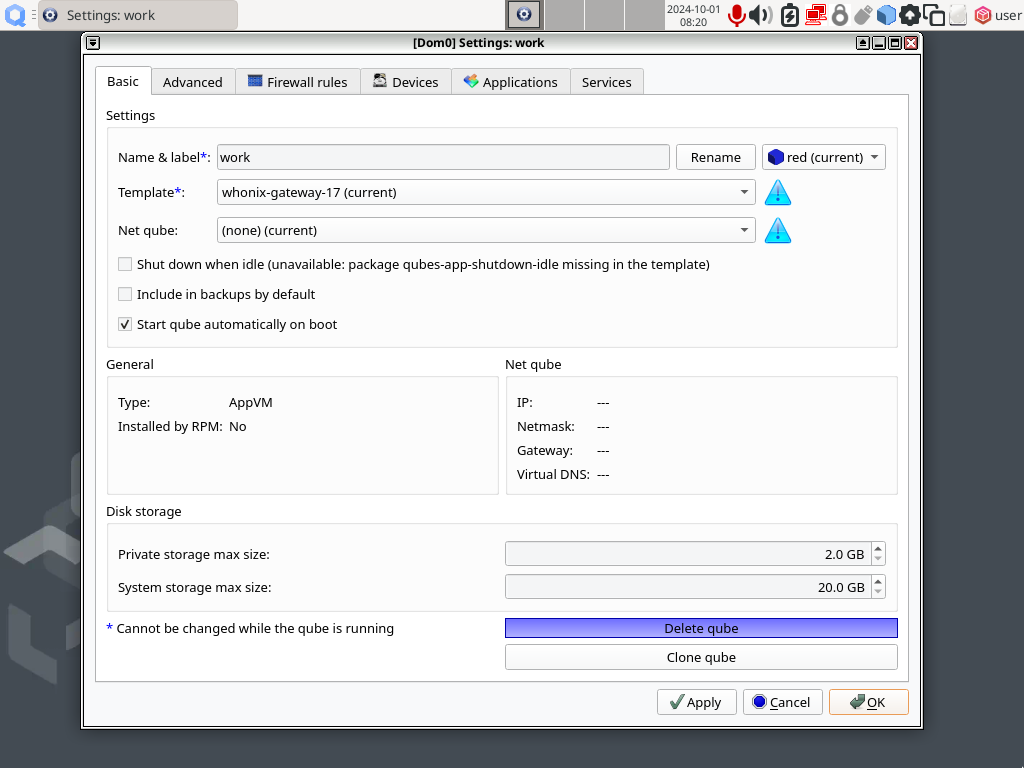 Settings: work
2024-10-01
08:20
user
[Dom0] Settings: work
Basic
Advanced
Firewall rules
Devices
Applications
Services
Settings
Name & label*:
work
Rename
red (current)
Template*:
whonix-gateway-17 (current)
Net qube:
(none) (current)
Shut down when idle (unavailable: package qubes-app-shutdown-idle missing in the template)
Include in backups by default
Start qube automatically on boot
General
Type: AppVM
Installed by RPM: No
Net qube
IP: ---
Netmask: ---
Gateway: ---
Virtual DNS: ---
Disk storage
Private storage max size: 2.0 GB
System storage max size: 20.0 GB
* Cannot be changed while the qube is running
Delete qube
Clone qube
Apply
Cancel
OK